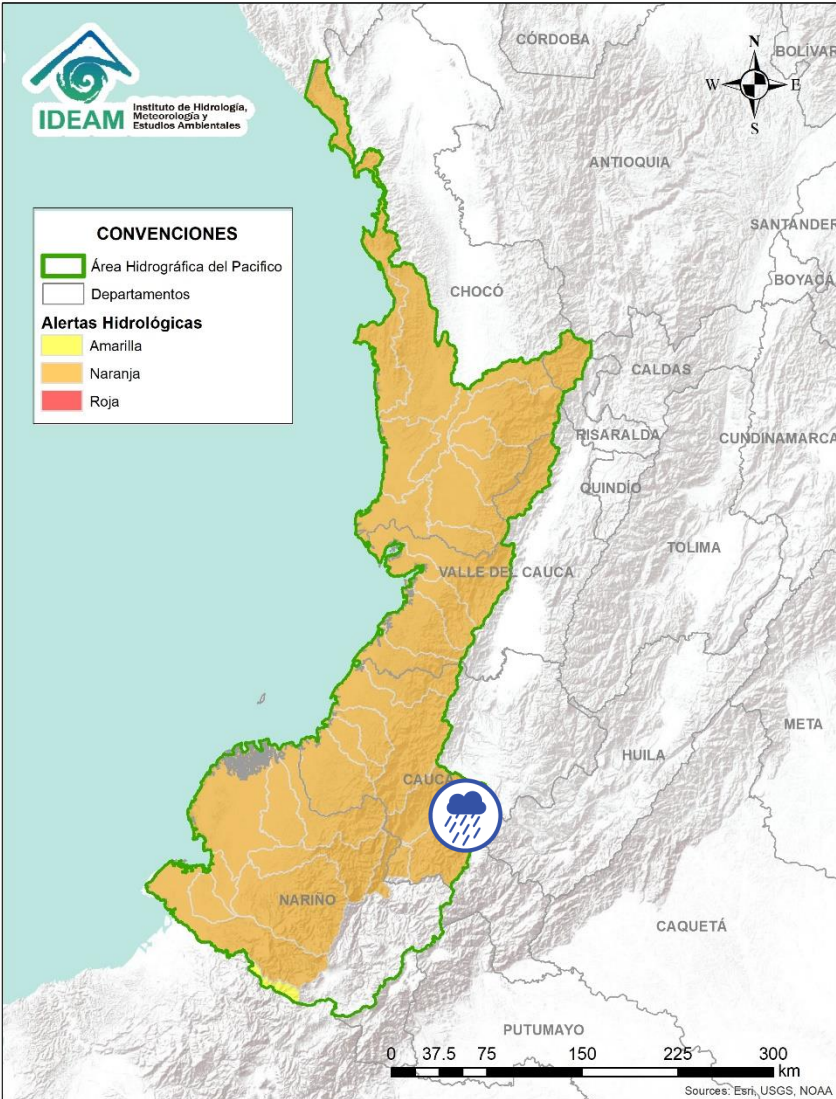 IDEAM
Instituto de Hidrología,
Meteorología y
Estudios Ambientales
CÓRDOBA
BOLÍVAR
N
W
E
S
ANTIOQUIA
SANTANDER
BOYACÁ
CONVENCIONES
Área Hidrográfica del Pacifico
Departamentos
Alertas Hidrológicas
Amarilla
Naranja
Roja
CHOCÓ
CALDAS
RISARALDA
CUNDINAMARCA
QUINDÍO
TOLIMA
VALLE DEL CAUCA
META
HUILA
CAUCA
NARIÑO
CAQUETÁ
PUTUMAYO
0 37.5 75 150 225 300
km
Sources: Esri, USGS, NOAA